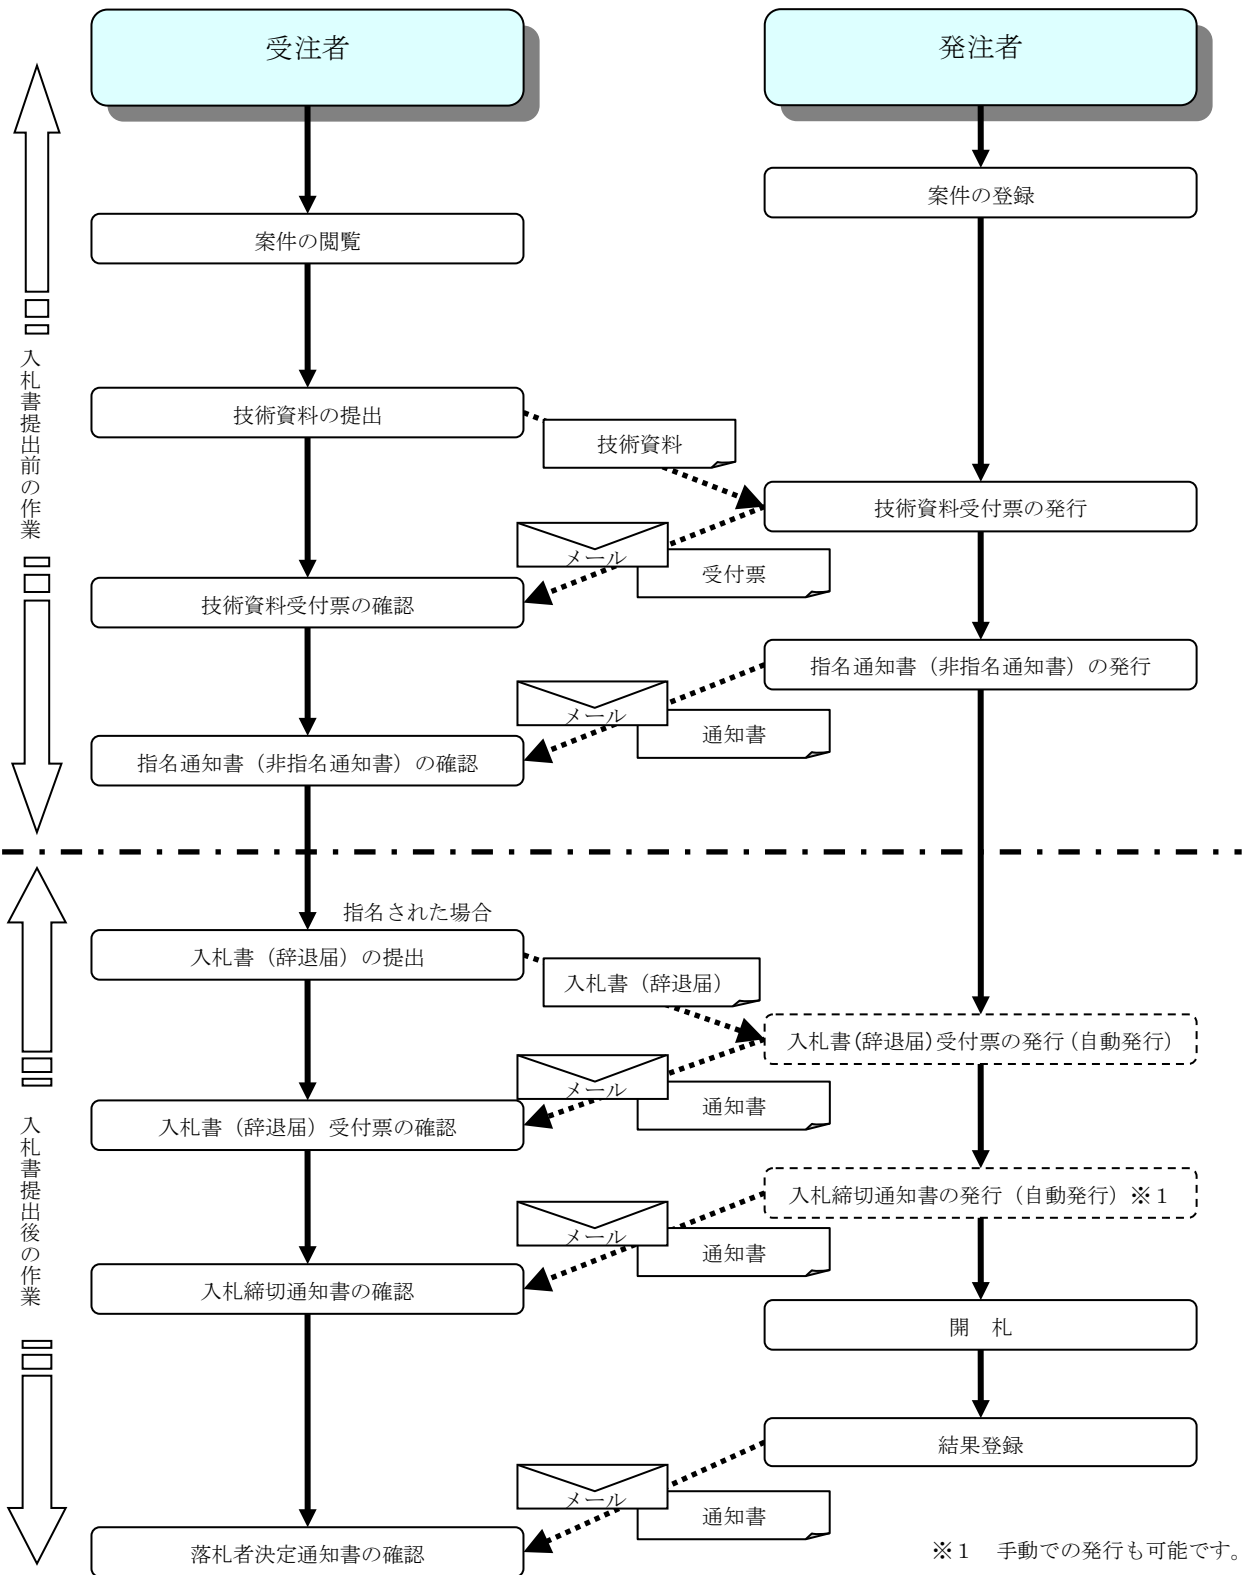 受注者
発注者
案件の登録
案件の閲覧
入札書提出前の作業
技術資料の提出
技術資料
技術資料受付票の発行
メール
受付票
技術資料受付票の確認
指名通知書（非指名通知書）の発行
メール
通知書
指名通知書（非指名通知書）の確認
指名された場合
入札書（辞退届）の提出
入札書（辞退届）
入札書(辞退届)受付票の発行(自動発行)
メール
通知書
入札書（辞退届）受付票の確認
入札書提出後の作業
入札締切通知書の発行（自動発行）※１
メール
通知書
入札締切通知書の確認
開　札
結果登録
メール
通知書
落札者決定通知書の確認
※１　手動での発行も可能です。